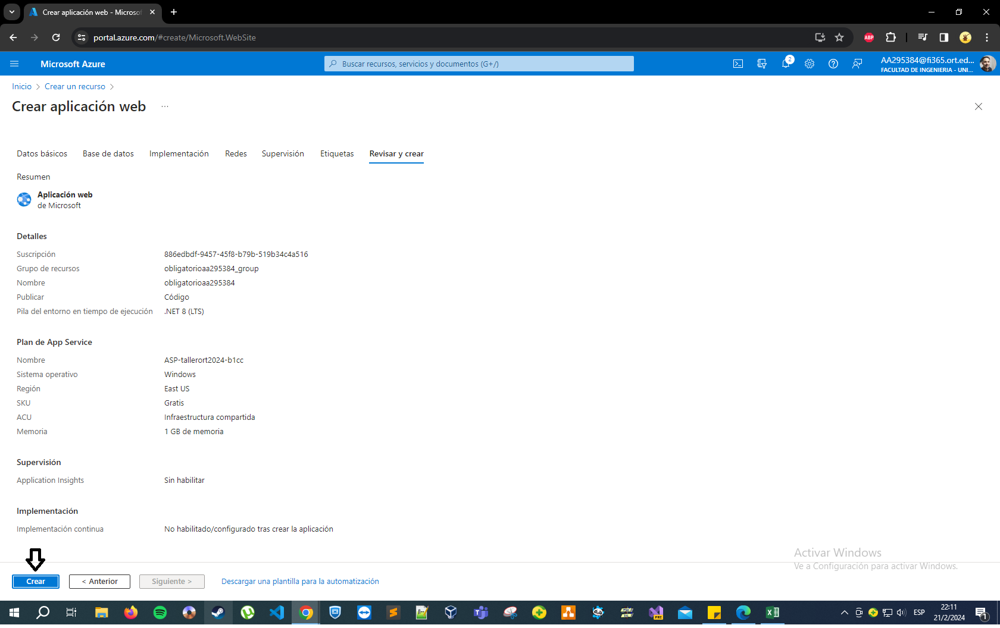 Crear aplicación web - Microsof
portal.azure.com/#create/Microsoft.WebSite
ABP
Microsoft Azure
Buscar recursos, servicios y documentos (G+/)
2
AA295384@fi365.ort.ed...
FACULTAD DE INGENIERIA - UNI...
Inicio > Crear un recurso >
Crear aplicación web ...
Datos básicos Base de datos Implementación Redes Supervisión Etiquetas Revisar y crear
Resumen
Aplicación web
de Microsoft
Detalles
Suscripción 886edbdf-9457-45f8-b79b-519b34c4a516
Grupo de recursos obligatorioaa295384_group
Nombre obligatorioaa295384
Publicar Código
Pila del entorno en tiempo de ejecución .NET 8 (LTS)
Plan de App Service
Nombre ASP-tallerort2024-b1cc
Sistema operativo Windows
Región East US
SKU Gratis
ACU Infraestructura compartida
Memoria 1 GB de memoria
Supervisión
Application Insights Sin habilitar
Implementación
Implementación continua No habilitado/configurado tras crear la aplicación
Activar Windows
Ve a Configuración para activar Windows.
Crear < Anterior Siguiente > Descargar una plantilla para la automatización
PRE
ESP
22:11
21/2/2024
1